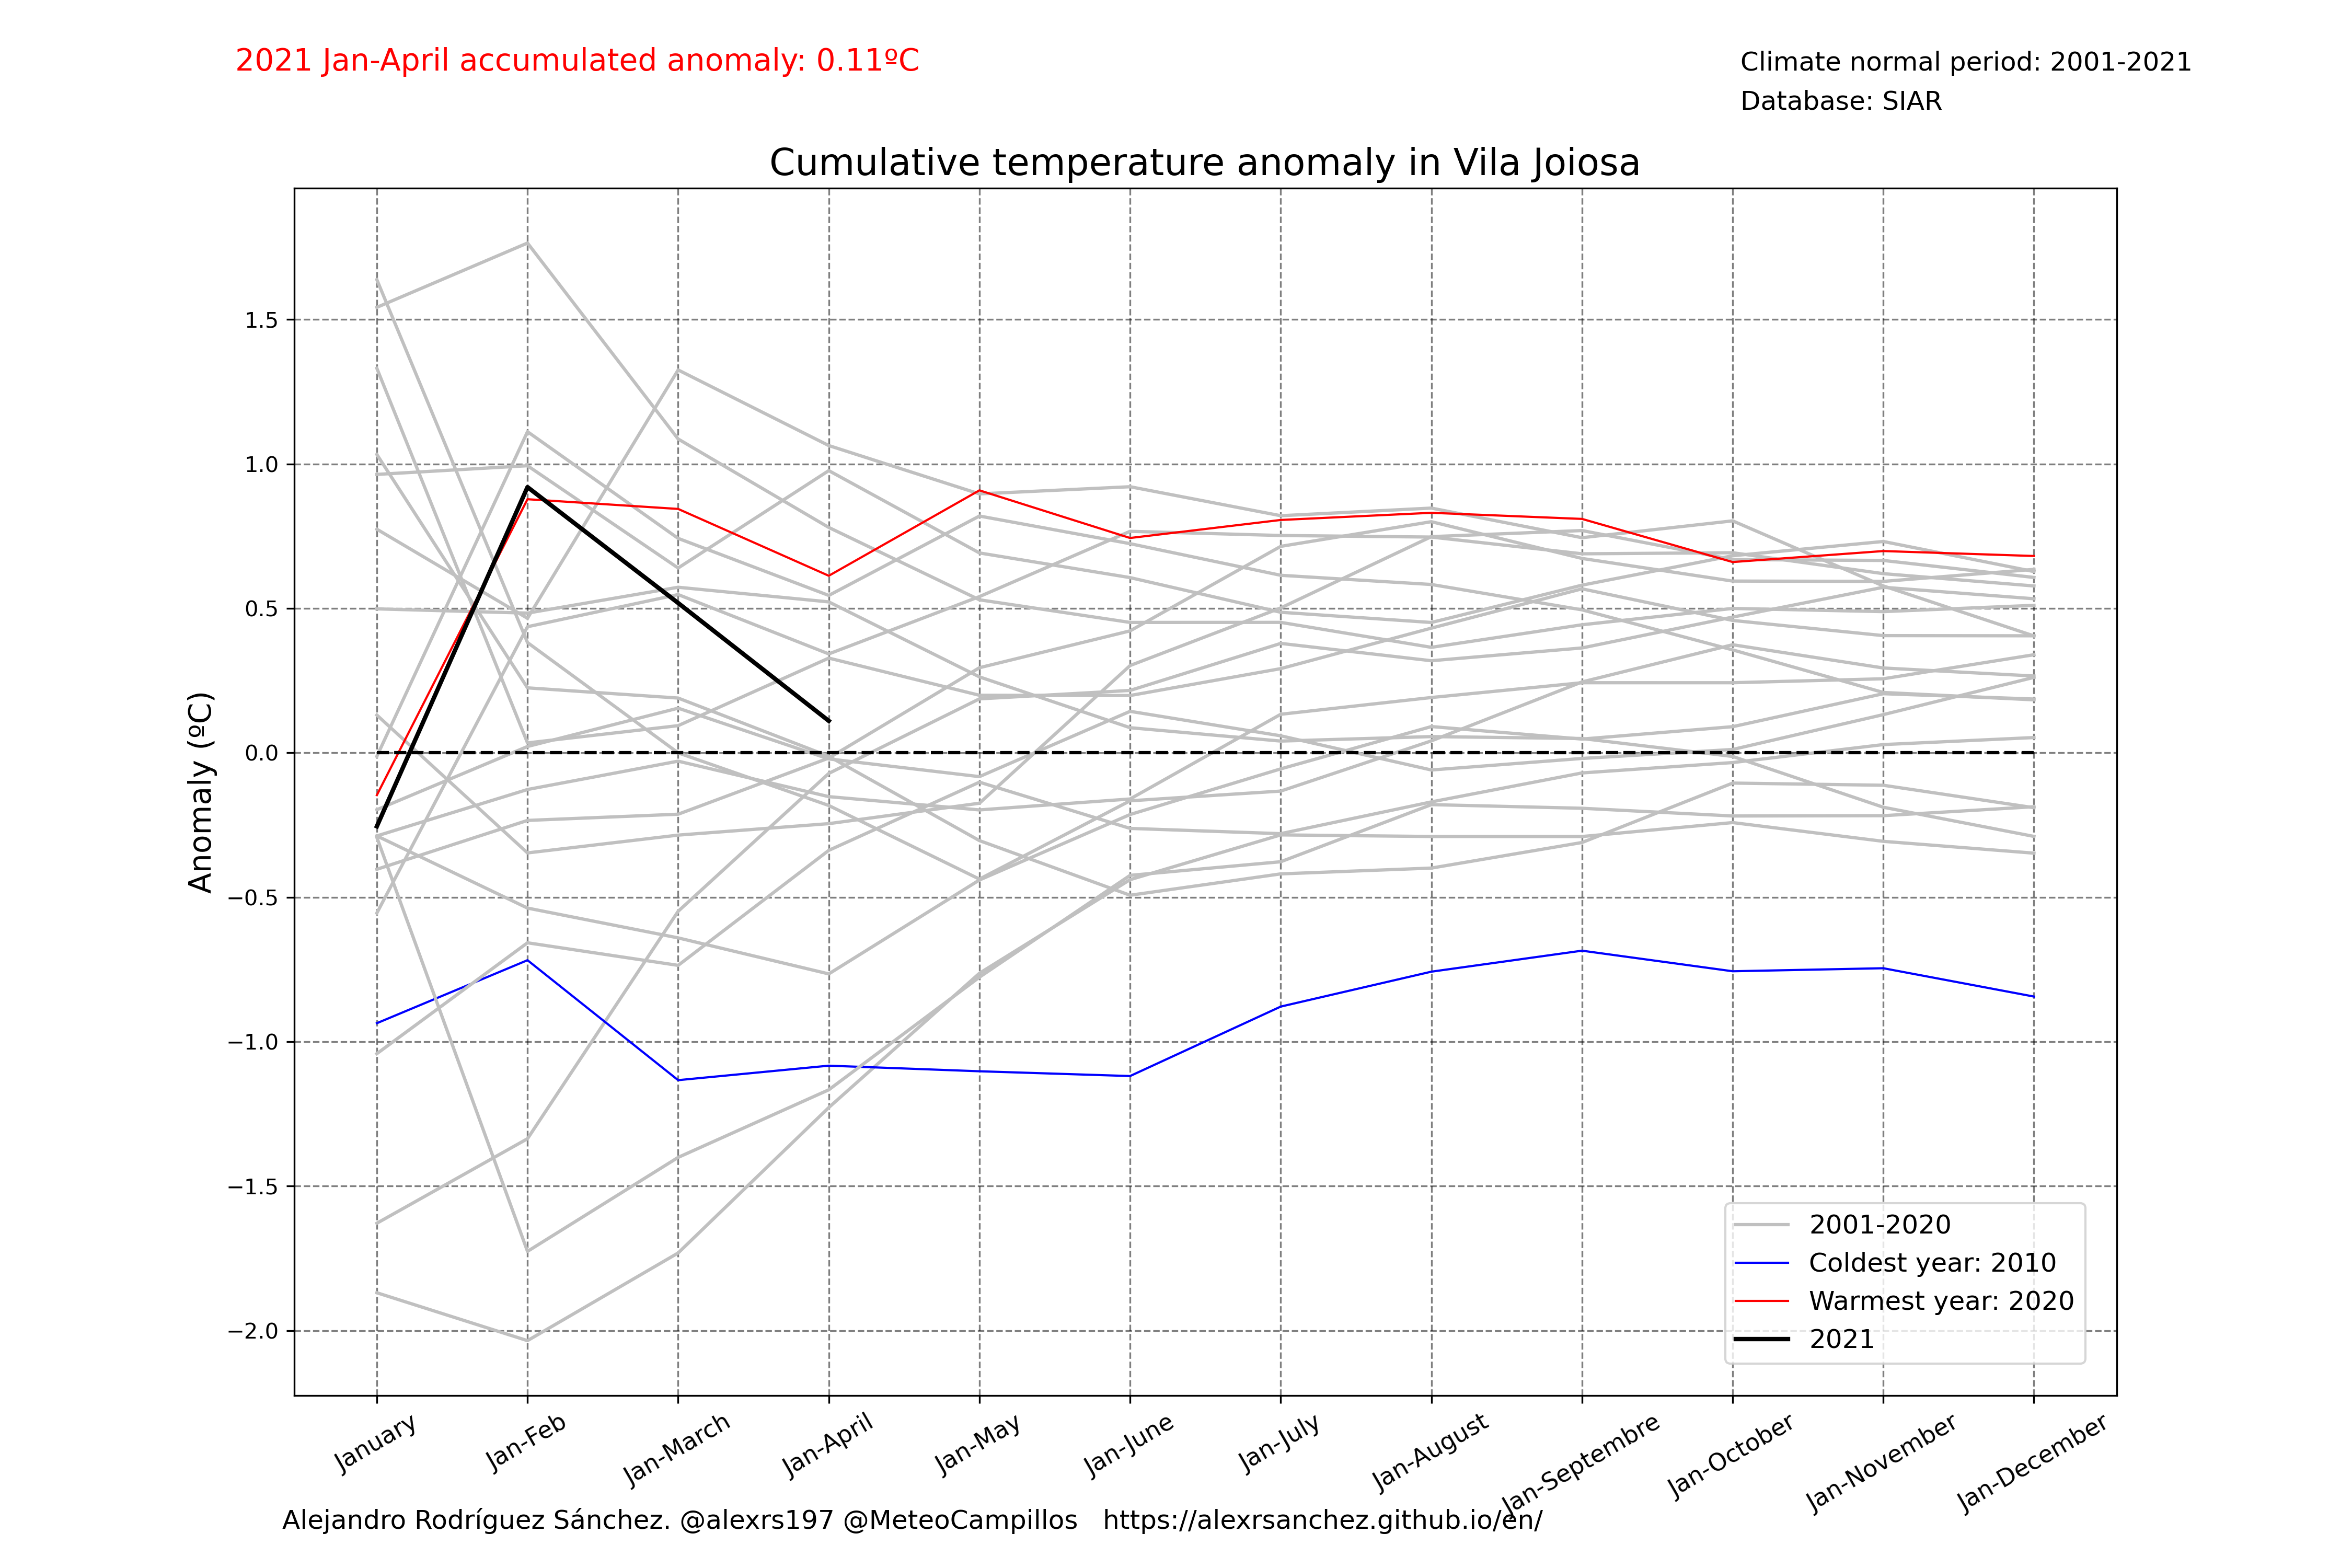 2021 Jan-April accumulated anomaly: 0.11ºC
Climate normal period: 2001-2021
Database: SIAR
Cumulative temperature anomaly in Vila Joiosa
Anomaly (ºC)
1.5
1.0
0.5
0.0
−0.5
−1.0
−1.5
−2.0
2001-2020
Coldest year: 2010
Warmest year: 2020
2021
January
Jan-Feb
Jan-March
Jan-April
Jan-May
Jan-June
Jan-July
Jan-August
Jan-Septembre
Jan-October
Jan-November
Jan-December
Alejandro Rodríguez Sánchez. @alexrs197 @MeteoCampillos   https://alexrsanchez.github.io/en/